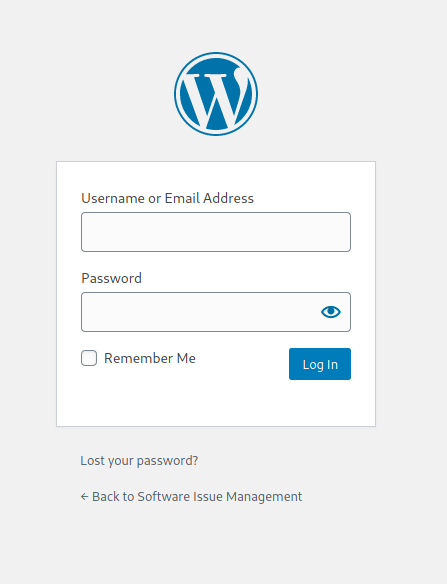 Username or Email Address
Password
Remember Me
Log In
Lost your password?
← Back to Software Issue Management